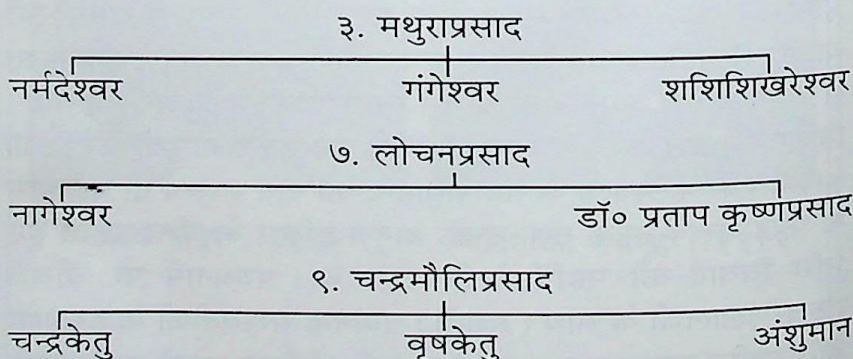 ३. मथुराप्रसाद
नर्मदेश्वर गंगेश्वर शशिशिखरेश्वर
७. लोचनप्रसाद
नागेश्वर डॉ० प्रताप कृष्णप्रसाद
९. चन्द्रमौलिप्रसाद
चन्द्रकेतु वृषकेतु अंशुमान